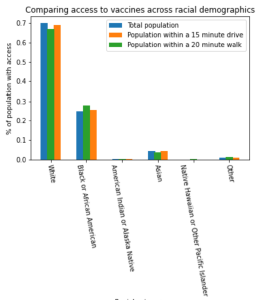 Comparing access to vaccines across racial demographics
Total population
Population within a 15 minute drive
Population within a 20 minute walk
% of population with access
0.7
0.6
0.5
0.4
0.3
0.2
0.1
0.0
White
Black or African American
American Indian or Alaska Native
Asian
Native Hawaiian or Other Pacific Islander
Other